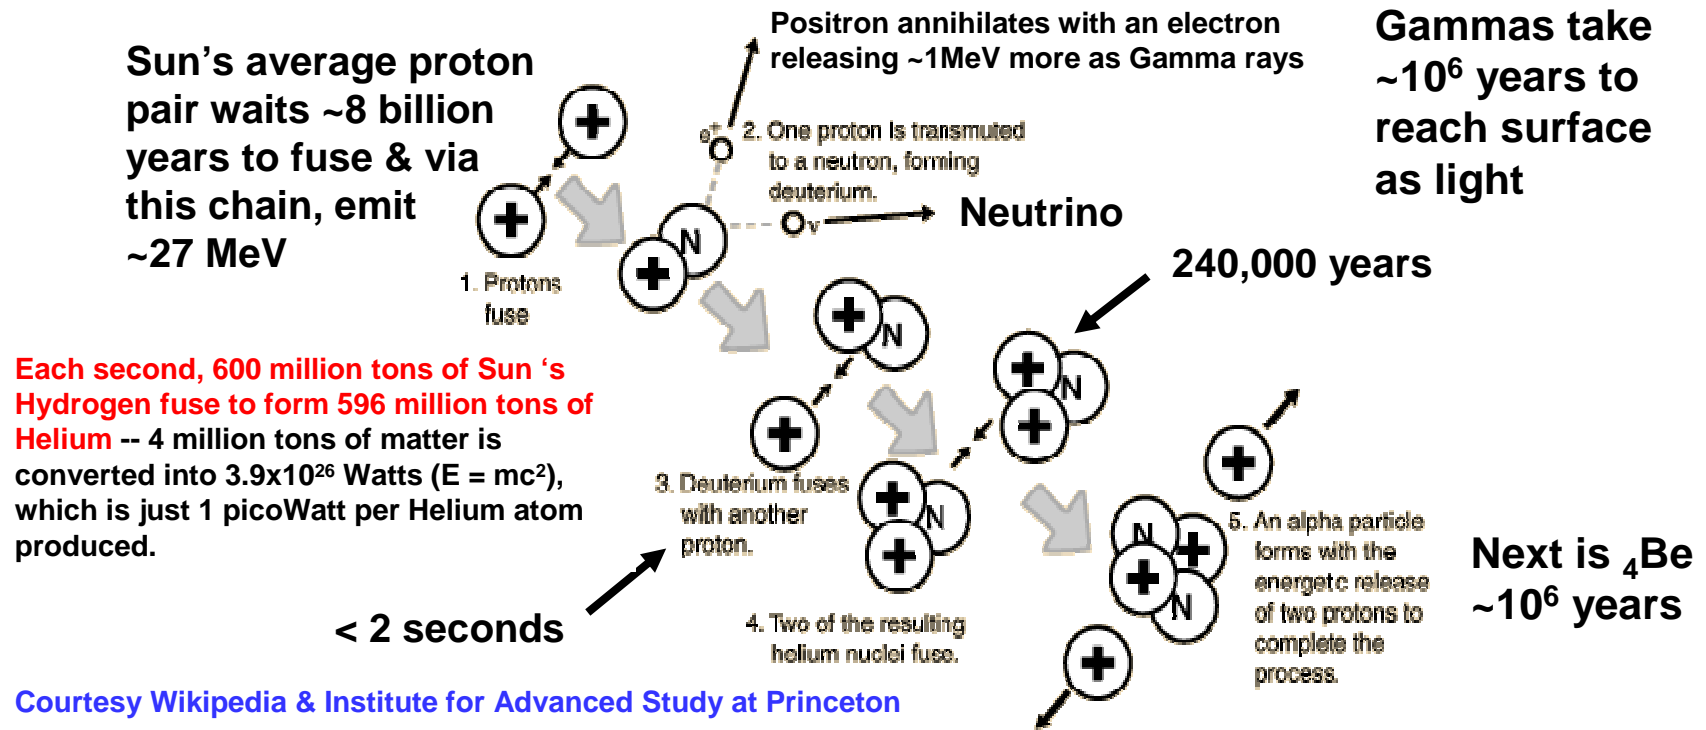 Sun’s average proton
pair waits ~8 billion
years to fuse & via
this chain, emit
~27 MeV
Positron annihilates with an electron
releasing ~1MeV more as Gamma rays
Gammas take
~10⁶ years to
reach surface
as light
e⁺
2. One proton is transmuted
to a neutron, forming
deuterium.
ν
Neutrino
N
1. Protons
fuse
240,000 years
N
N
Each second, 600 million tons of Sun ‘s
Hydrogen fuse to form 596 million tons of
Helium -- 4 million tons of matter is
converted into 3.9x10²⁶ Watts (E = mc²),
which is just 1 picoWatt per Helium atom
produced.
3. Deuterium fuses
with another
proton.
N
< 2 seconds
4. Two of the resulting
helium nuclei fuse.
N
N
5. An alpha particle
forms with the
energetic release
of two protons to
complete the
process.
Next is ₄Be
~10⁶ years
Courtesy Wikipedia & Institute for Advanced Study at Princeton